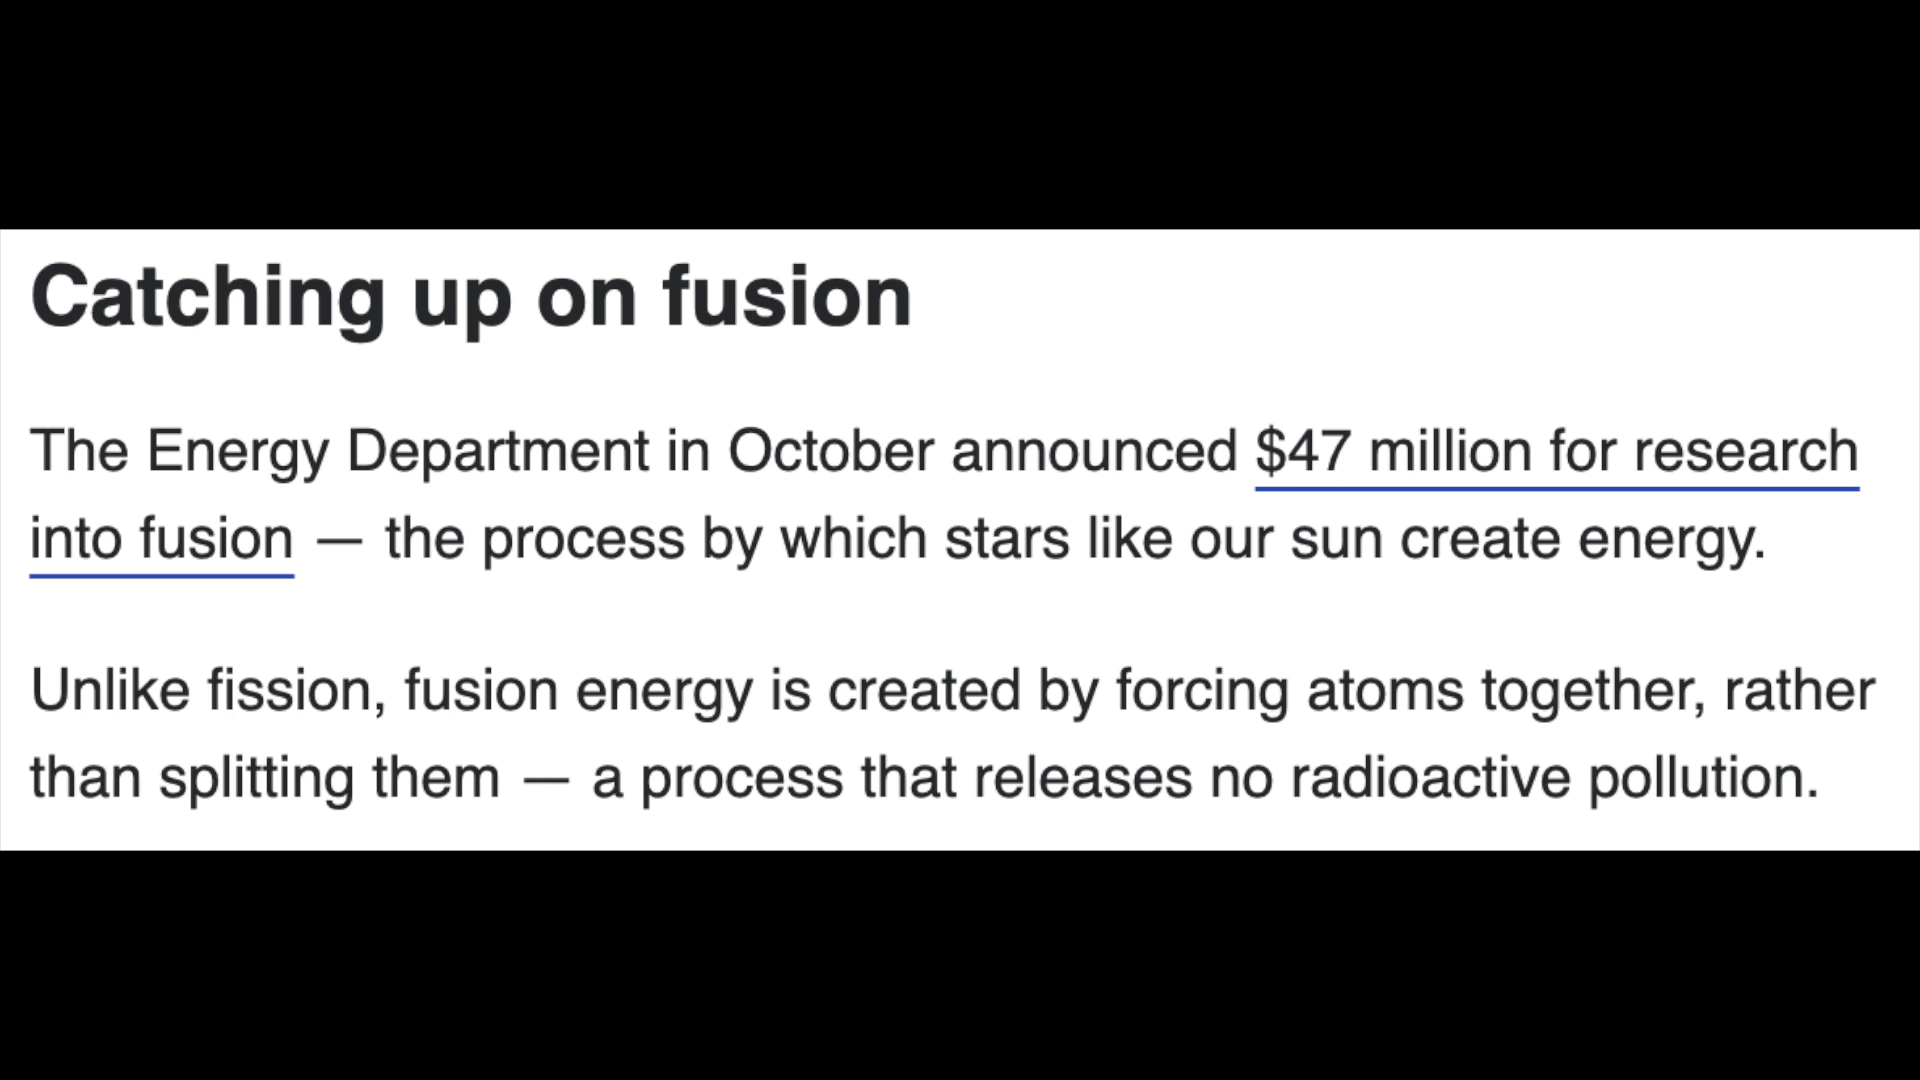 Catching up on fusion
The Energy Department in October announced $47 million for research
into fusion — the process by which stars like our sun create energy.
Unlike fission, fusion energy is created by forcing atoms together, rather
than splitting them — a process that releases no radioactive pollution.